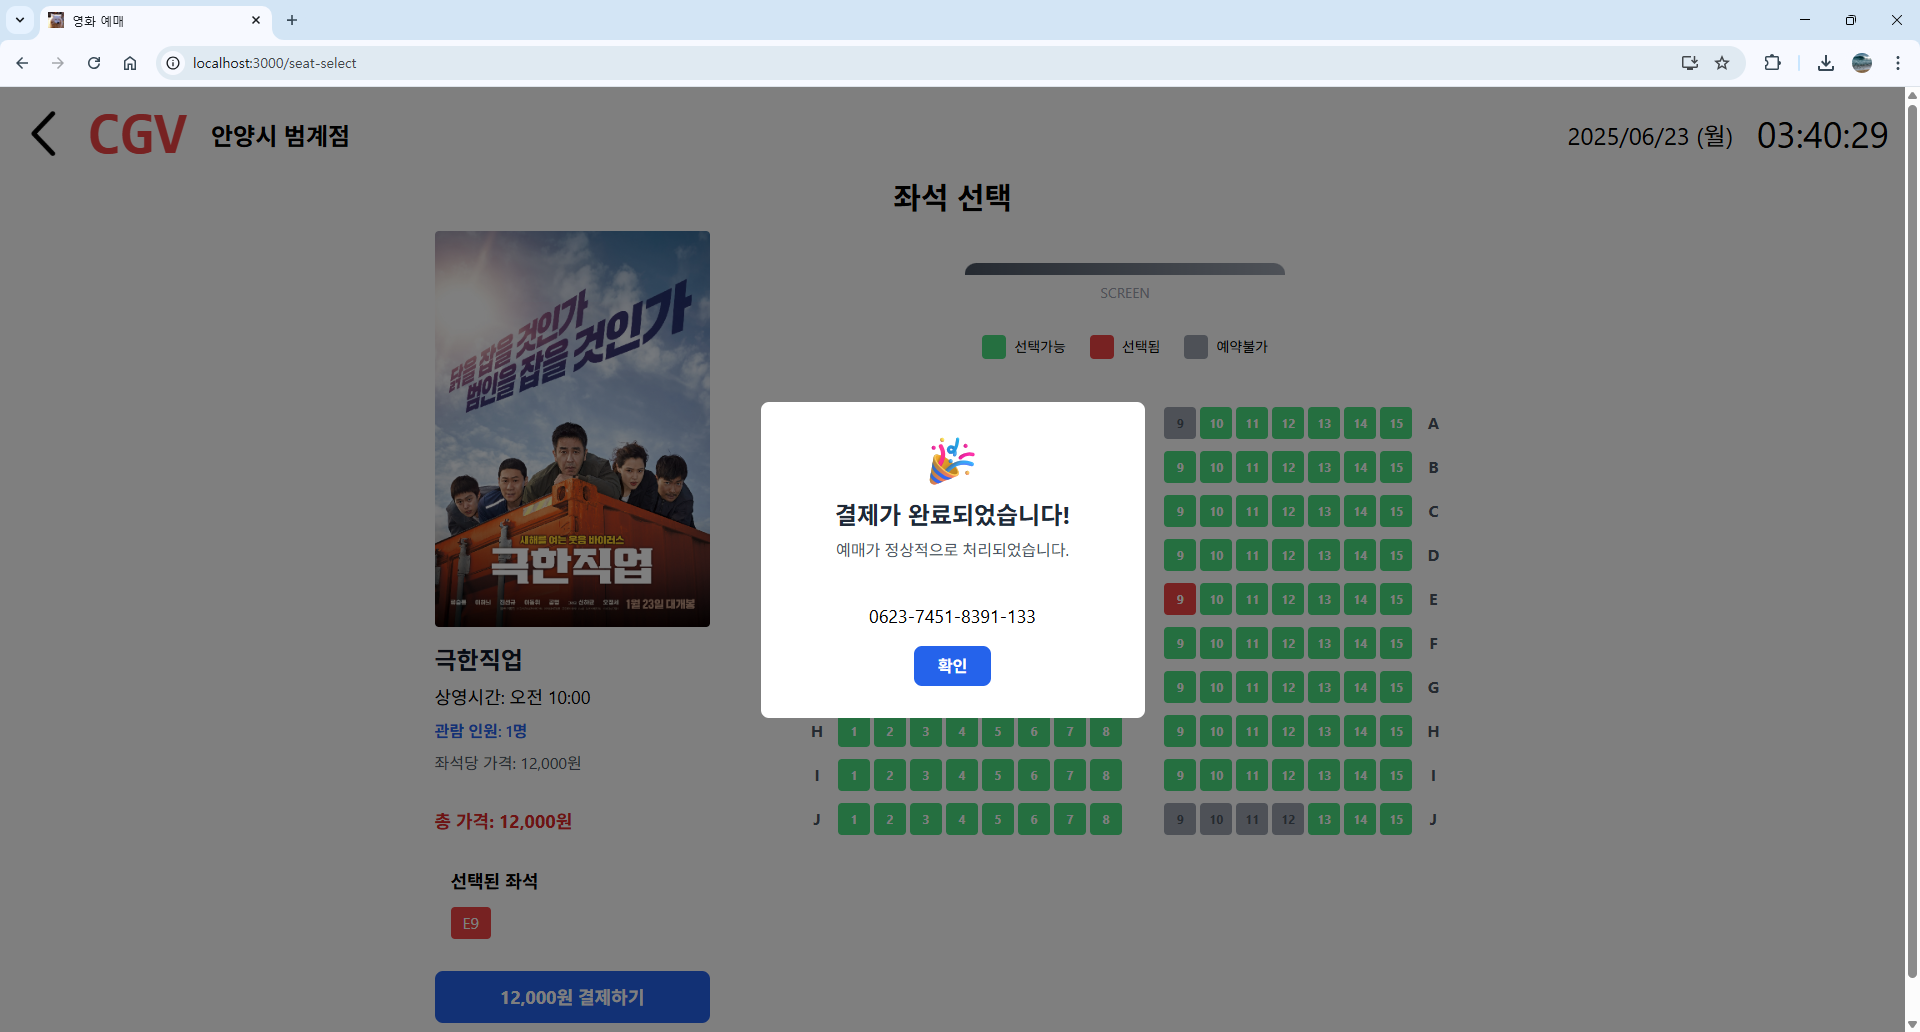 영화 예매
localhost:3000/seat-select
CGV 안양시 범계점
2025/06/23 (월) 03:40:29
좌석 선택
닭을 잡을 것인가
범인을 잡을 것인가
새해를 여는 웃음 바이러스
극한직업
1월 23일 대개봉
SCREEN
선택가능 선택됨 예약불가
9 10 11 12 13 14 15 A
9 10 11 12 13 14 15 B
9 10 11 12 13 14 15 C
9 10 11 12 13 14 15 D
9 10 11 12 13 14 15 E
9 10 11 12 13 14 15 F
9 10 11 12 13 14 15 G
H 1 2 3 4 5 6 7 8 9 10 11 12 13 14 15 H
I 1 2 3 4 5 6 7 8 9 10 11 12 13 14 15 I
J 1 2 3 4 5 6 7 8 9 10 11 12 13 14 15 J
결제가 완료되었습니다!
예매가 정상적으로 처리되었습니다.
0623-7451-8391-133
확인
극한직업
상영시간: 오전 10:00
관람 인원: 1명
좌석당 가격: 12,000원
총 가격: 12,000원
선택된 좌석
E9
12,000원 결제하기